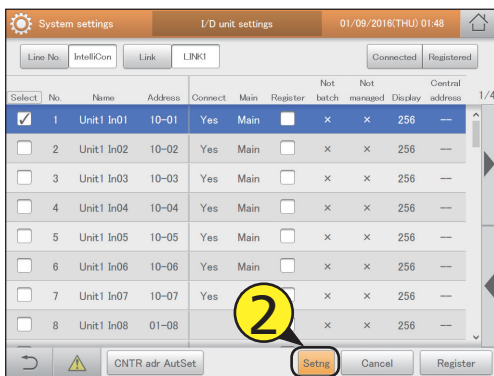 System settings I/D unit settings 01/09/2016(THU) 01:48
Line No. IntelliCon Link LINK1 Connected Registered
Select No. Name Address Connect Main Register Not batch Not managed Display Central address 1/4
1 Unit1 In01 10-01 Yes Main × × 256 --
2 Unit1 In02 10-02 Yes Main × × 256 --
3 Unit1 In03 10-03 Yes Main × × 256 --
4 Unit1 In04 10-04 Yes Main × × 256 --
5 Unit1 In05 10-05 Yes Main × × 256 --
6 Unit1 In06 10-06 Yes Main × × 256 --
7 Unit1 In07 10-07 Yes × × 256 --
8 Unit1 In08 01-08 × × 256 --
2
CNTR adr AutSet Setng Cancel Register